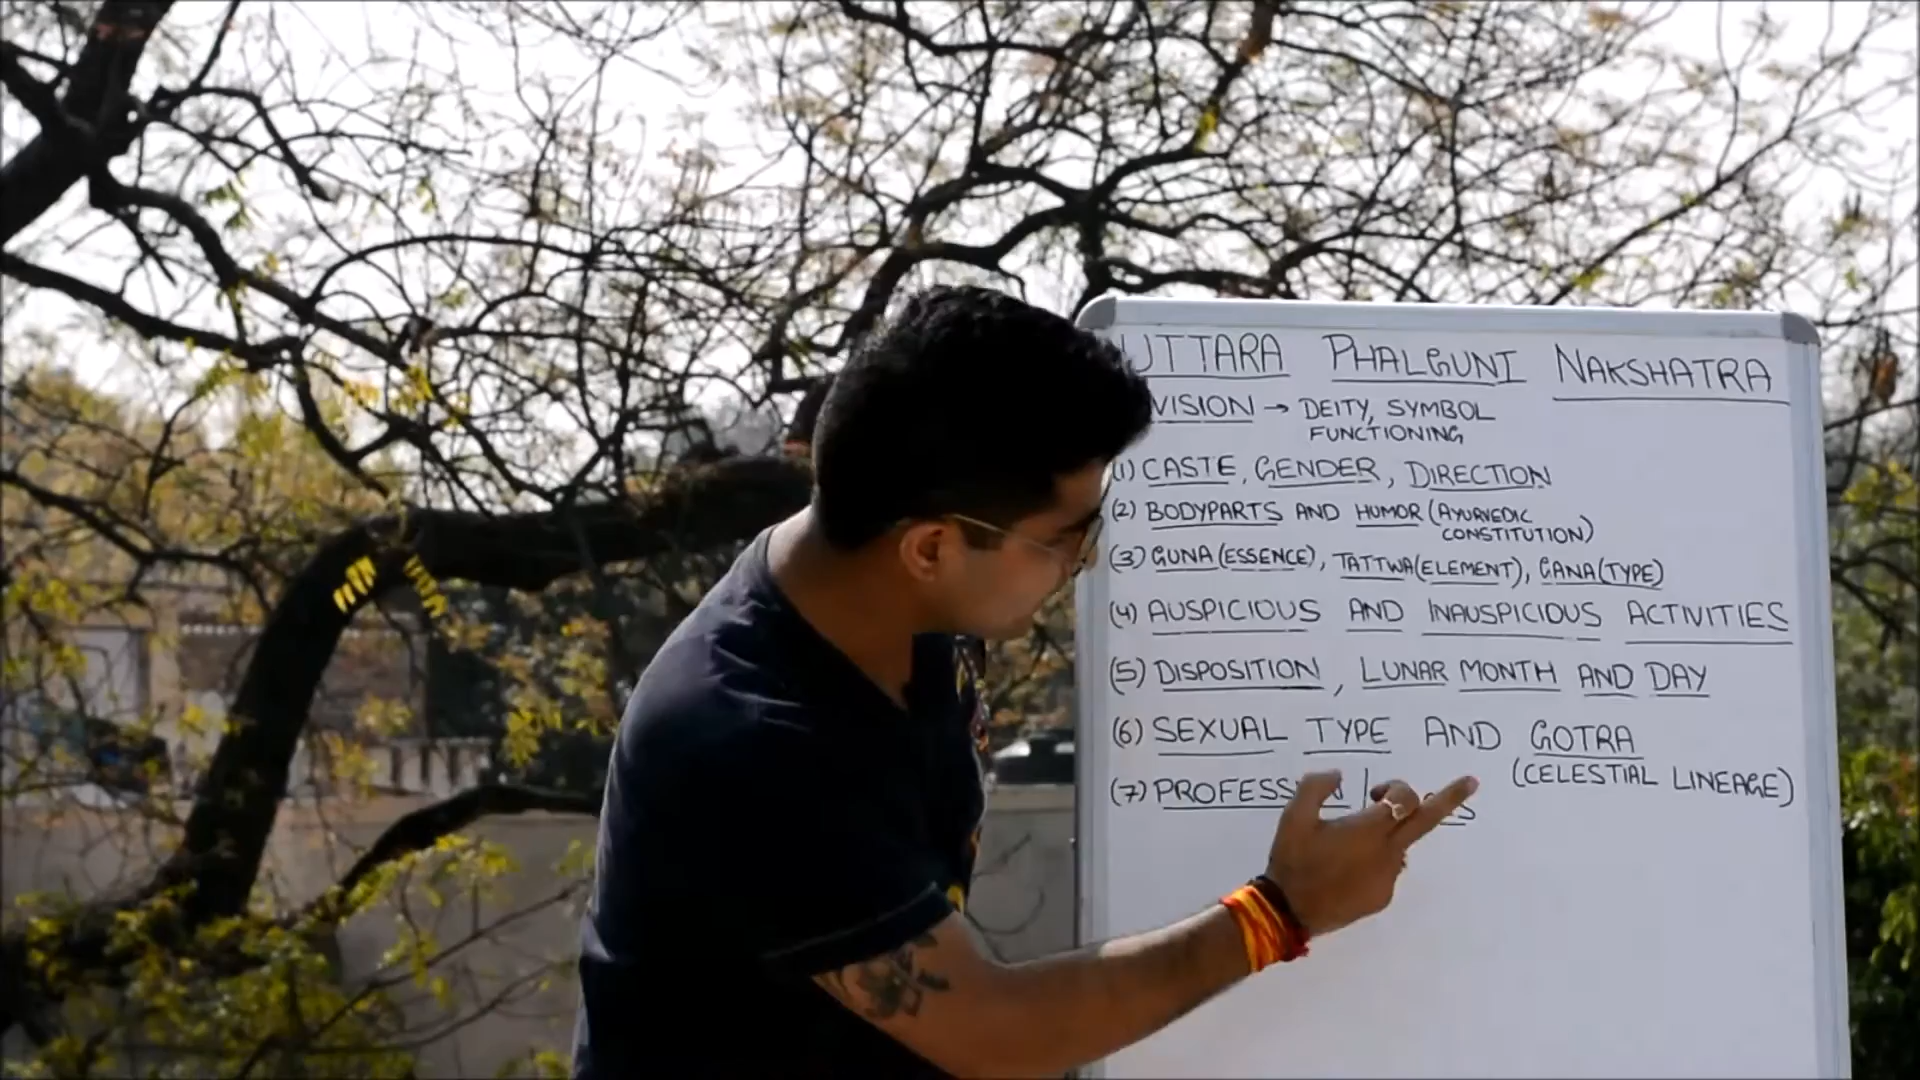 UTTARA PHALGUNI NAKSHATRA
VISION → DEITY, SYMBOL
FUNCTIONING
(1) CASTE, GENDER, DIRECTION
(2) BODYPARTS AND HUMOR (AYURVEDIC
CONSTITUTION)
(3) GUNA (ESSENCE), TATTWA (ELEMENT), GANA (TYPE)
(4) AUSPICIOUS AND INAUSPICIOUS ACTIVITIES
(5) DISPOSITION, LUNAR MONTH AND DAY
(6) SEXUAL TYPE AND GOTRA
(CELESTIAL LINEAGE)
(7) PROFESSION